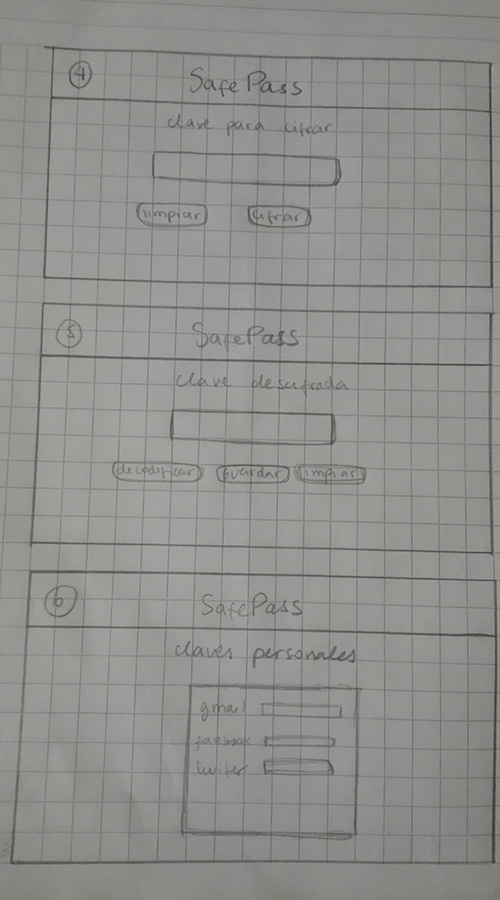 4 SafePass
clave para cifrar
limpiar cifrar
5 SafePass
clave descifrada
decodificar Guardar limpiar
6 SafePass
claves personales
gmail
facebook
twiter